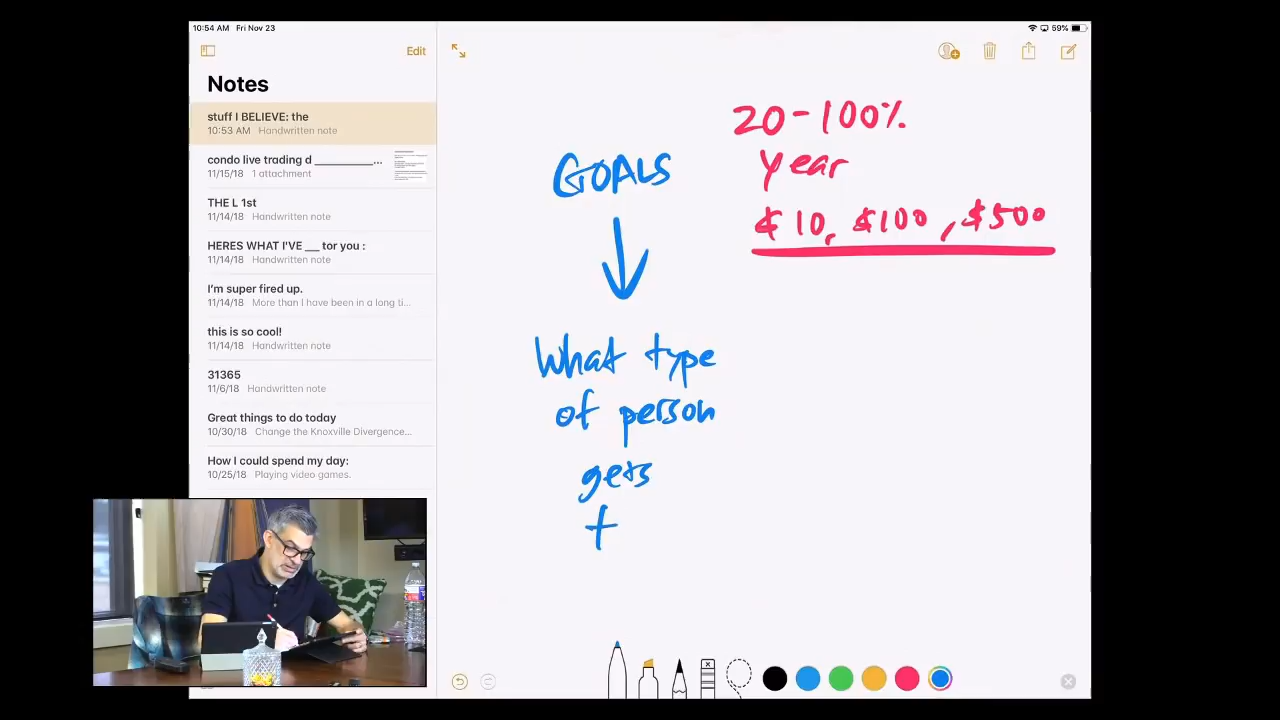 10:54 AM Fri Nov 23
59%
Edit
Notes
stuff I BELIEVE: the
10:53 AM Handwritten note
condo live trading d ___________...
11/15/18 1 attachment
THE L 1st
11/14/18 Handwritten note
HERES WHAT I'VE __ tor you :
11/14/18 Handwritten note
I'm super fired up.
11/14/18 More than I have been in a long ti...
this is so cool!
11/14/18 Handwritten note
31365
11/6/18 Handwritten note
Great things to do today
10/30/18 Change the Knoxville Divergence...
How I could spend my day:
10/25/18 Playing video games.
20-100%
Year
$10, $100, $500
GOALS
What type
of person
gets
t